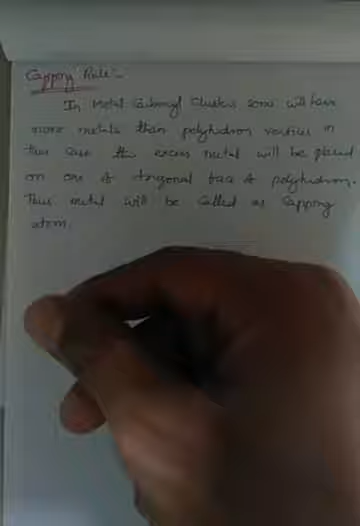 Capping Rule:-
In Metal Carbonyl Clusters some will have
more metals than polyhedron vertices in
this case the excess metal will be placed
on one of trigonal face of polyhedron.
This metal will be called as Capping
atom.